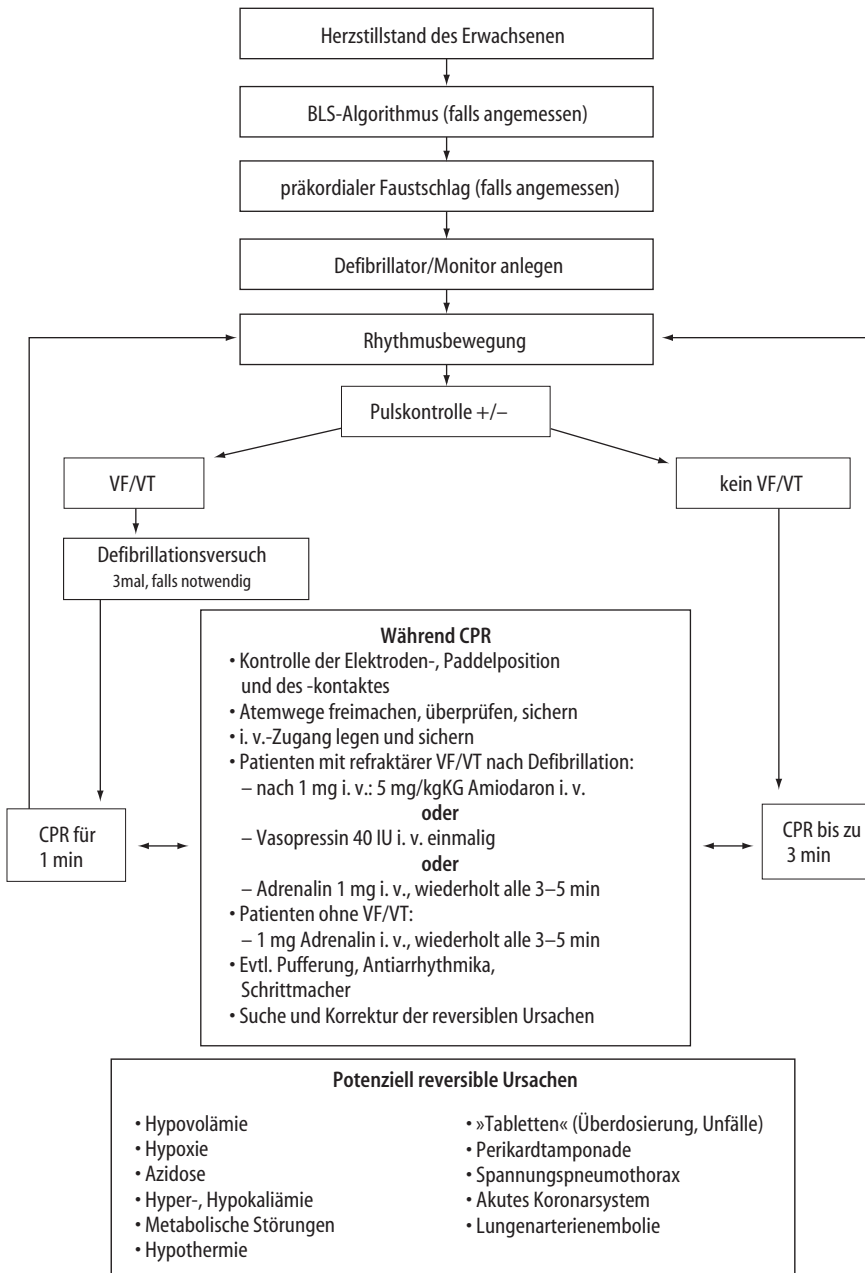 Herzstillstand des Erwachsenen
BLS-Algorithmus (falls angemessen)
präkordialer Faustschlag (falls angemessen)
Defibrillator/Monitor anlegen
Rhythmusbewegung
Pulskontrolle +/–
VF/VT
kein VF/VT
Defibrillationsversuch
3mal, falls notwendig
Während CPR
• Kontrolle der Elektroden-, Paddelposition
und des -kontaktes
• Atemwege freimachen, überprüfen, sichern
• i. v.-Zugang legen und sichern
• Patienten mit refraktärer VF/VT nach Defibrillation:
– nach 1 mg i. v.: 5 mg/kgKG Amiodaron i. v.
oder
– Vasopressin 40 IU i. v. einmalig
oder
– Adrenalin 1 mg i. v., wiederholt alle 3–5 min
• Patienten ohne VF/VT:
– 1 mg Adrenalin i. v., wiederholt alle 3–5 min
• Evtl. Pufferung, Antiarrhythmika,
Schrittmacher
• Suche und Korrektur der reversiblen Ursachen
CPR für
1 min
CPR bis zu
3 min
Potenziell reversible Ursachen
• Hypovolämie
• Hypoxie
• Azidose
• Hyper-, Hypokaliämie
• Metabolische Störungen
• Hypothermie
• »Tabletten« (Überdosierung, Unfälle)
• Perikardtamponade
• Spannungspneumothorax
• Akutes Koronarsystem
• Lungenarterienembolie